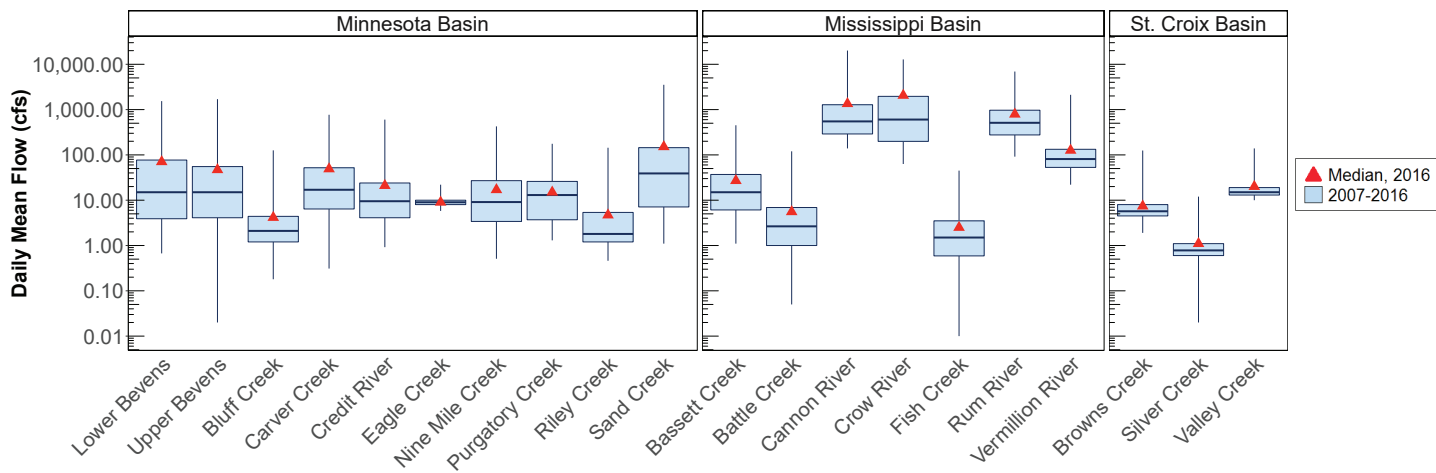 Minnesota Basin
Mississippi Basin
St. Croix Basin
Daily Mean Flow (cfs)
10,000.00
1,000.00
100.00
10.00
1.00
0.10
0.01
Median, 2016
2007-2016
Lower Bevens
Upper Bevens
Bluff Creek
Carver Creek
Credit River
Eagle Creek
Nine Mile Creek
Purgatory Creek
Riley Creek
Sand Creek
Bassett Creek
Battle Creek
Cannon River
Crow River
Fish Creek
Rum River
Vermillion River
Browns Creek
Silver Creek
Valley Creek